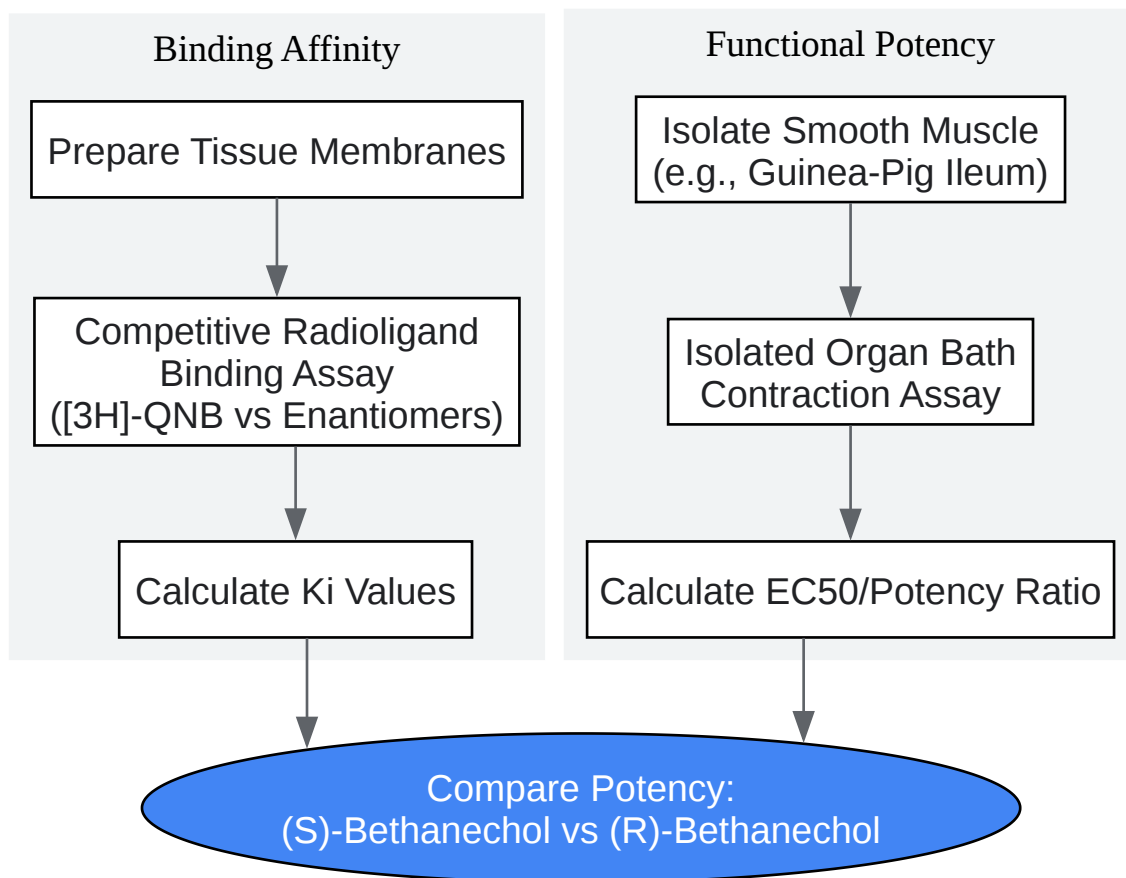 Binding Affinity
Prepare Tissue Membranes
Competitive Radioligand
Binding Assay
([3H]-QNB vs Enantiomers)
Calculate Ki Values
Functional Potency
Isolate Smooth Muscle
(e.g., Guinea-Pig Ileum)
Isolated Organ Bath
Contraction Assay
Calculate EC50/Potency Ratio
Compare Potency:
(S)-Bethanechol vs (R)-Bethanechol